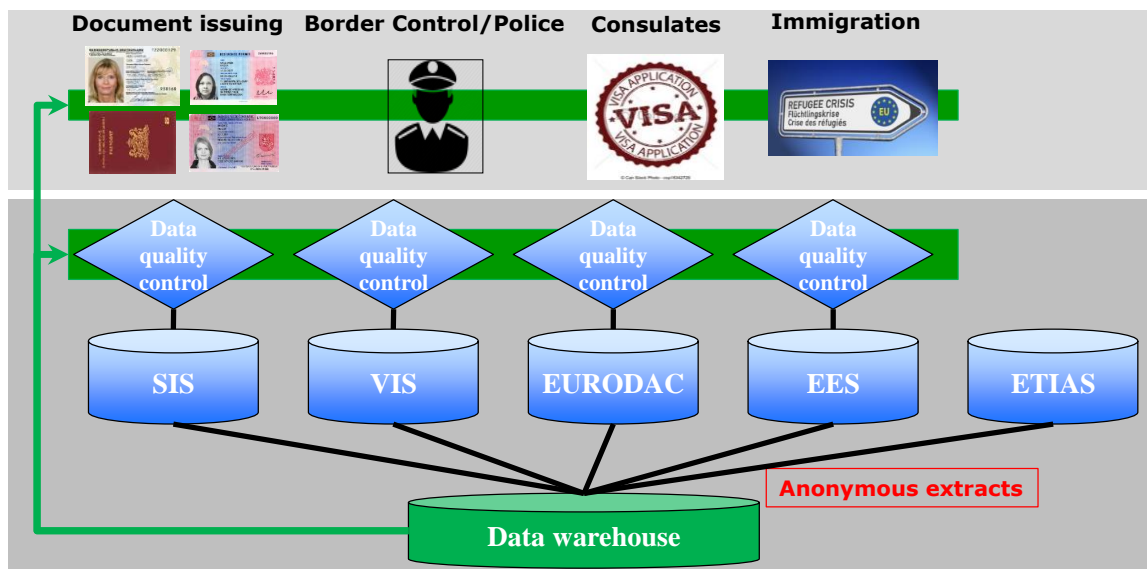 Document issuing
Border Control/Police
Consulates
Immigration
VISA APPLICATION
VISA
VISA APPLICATION
REFUGEE CRISIS
Flüchtlingskrise
Crise des réfugiés
EU
Data
quality
control
Data
quality
control
Data
quality
control
Data
quality
control
SIS
VIS
EURODAC
EES
ETIAS
Anonymous extracts
Data warehouse